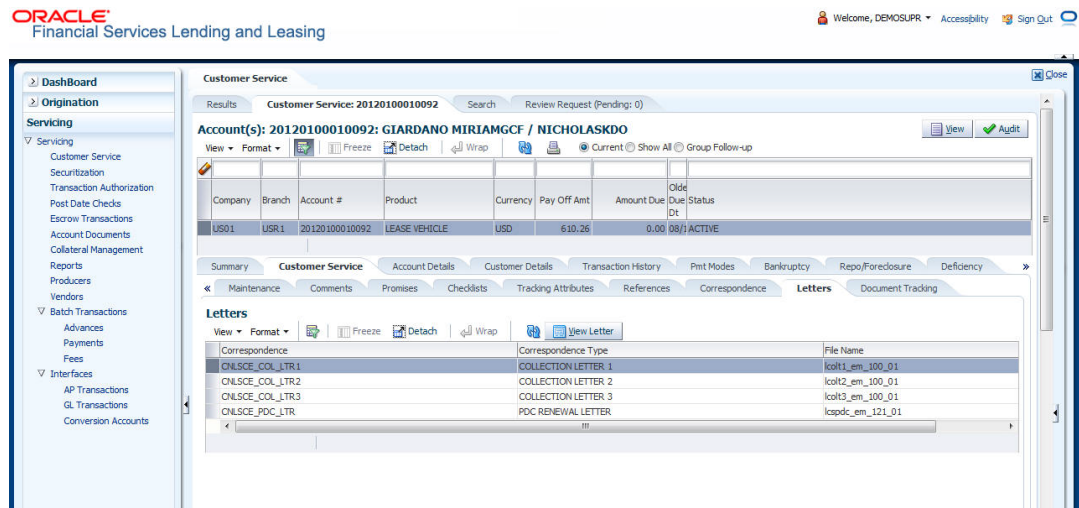 ORACLE
Financial Services Lending and Leasing
Welcome, DEMOSUPR Accessibility Sign Out
Close
DashBoard
Origination
Servicing
Servicing
Customer Service
Securitization
Transaction Authorization
Post Date Checks
Escrow Transactions
Account Documents
Collateral Management
Reports
Producers
Vendors
Batch Transactions
Advances
Payments
Fees
Interfaces
AP Transactions
GL Transactions
Conversion Accounts
Customer Service
Results Customer Service: 20120100010092 Search Review Request (Pending: 0)
Account(s): 20120100010092: GIARDANO MIRIAMGCF / NICHOLASKDO
View Audit
View Format Freeze Detach Wrap Current Show All Group Follow-up
Company Branch Account # Product Currency Pay Off Amt Amount Due Olde Due Dt Status
US01 USR1 20120100010092 LEASE VEHICLE USD 610.26 0.00 08/1 ACTIVE
Summary Customer Service Account Details Customer Details Transaction History Pmt Modes Bankruptcy Repo/Foreclosure Deficiency »
« Maintenance Comments Promises Checklists Tracking Attributes References Correspondence Letters Document Tracking
Letters
View Format Freeze Detach Wrap View Letter
Correspondence Correspondence Type File Name
CNLSCE_COL_LTR1 COLLECTION LETTER 1 lcolt1_em_100_01
CNLSCE_COL_LTR2 COLLECTION LETTER 2 lcolt2_em_100_01
CNLSCE_COL_LTR3 COLLECTION LETTER 3 lcolt3_em_100_01
CNLSCE_PDC_LTR PDC RENEWAL LETTER lcspdc_em_121_01